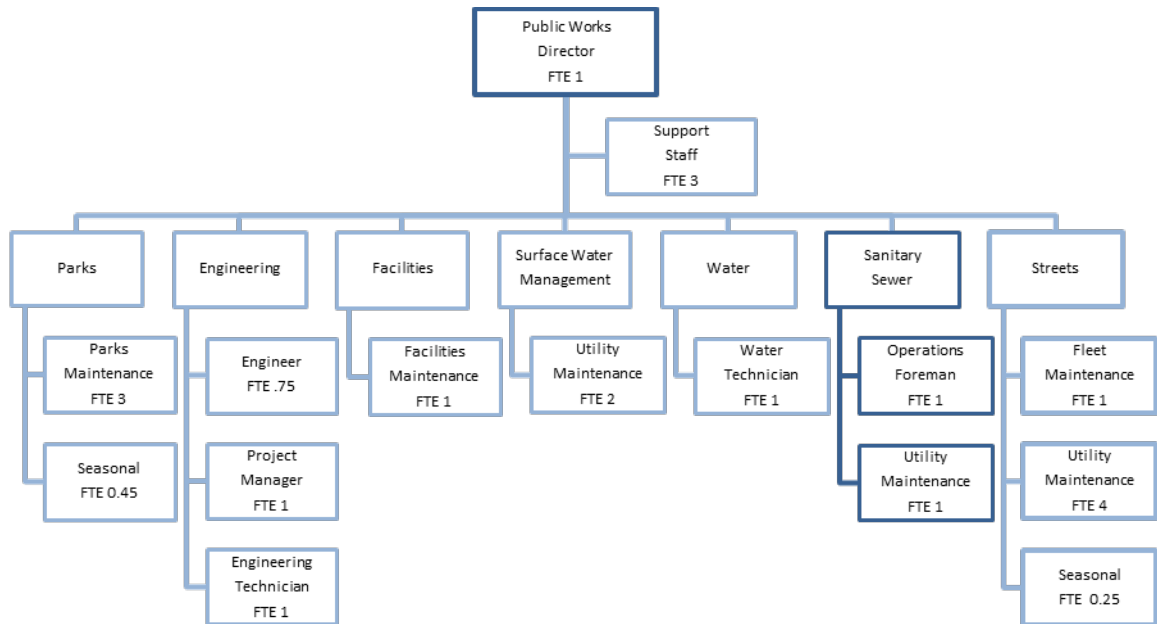 Public Works
Director
FTE 1
Support
Staff
FTE 3
Parks
Engineering
Facilities
Surface Water
Management
Water
Sanitary
Sewer
Streets
Parks
Maintenance
FTE 3
Engineer
FTE .75
Facilities
Maintenance
FTE 1
Utility
Maintenance
FTE 2
Water
Technician
FTE 1
Operations
Foreman
FTE 1
Fleet
Maintenance
FTE 1
Seasonal
FTE 0.45
Project
Manager
FTE 1
Utility
Maintenance
FTE 1
Utility
Maintenance
FTE 4
Engineering
Technician
FTE 1
Seasonal
FTE 0.25